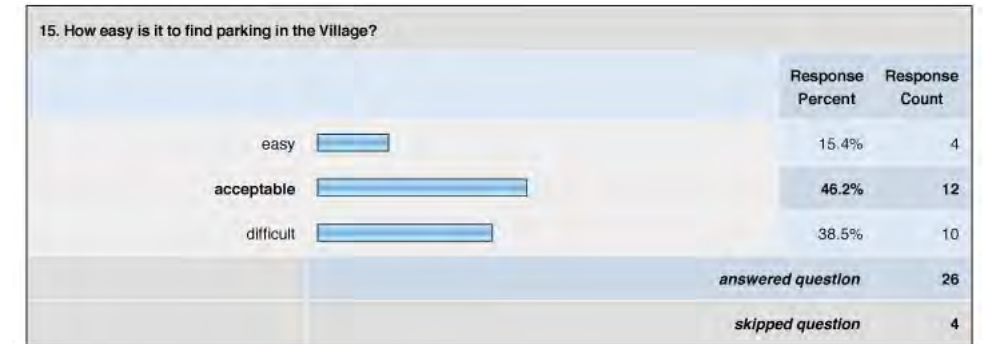 15. How easy is it to find parking in the Village?
Response Percent Response Count
easy 15.4% 4
acceptable 46.2% 12
difficult 38.5% 10
answered question 26
skipped question 4